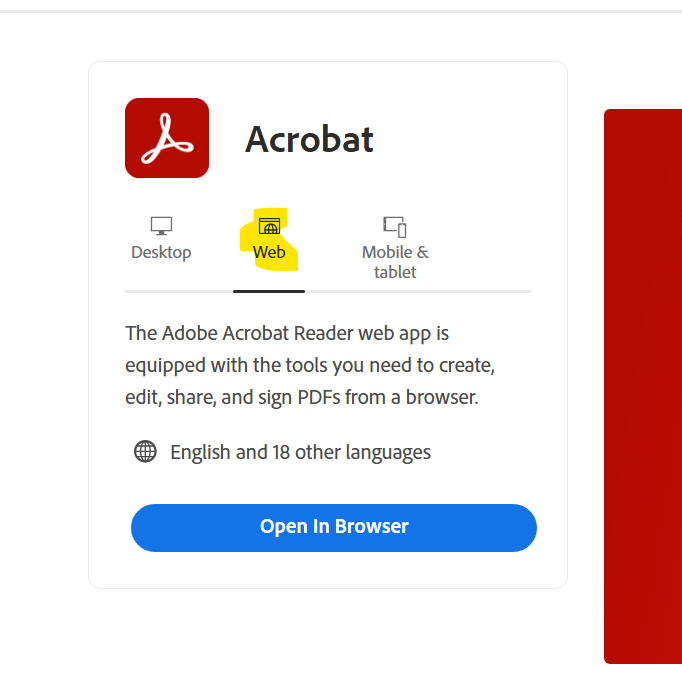 Acrobat
Desktop
Web
Mobile &
tablet
The Adobe Acrobat Reader web app is
equipped with the tools you need to create,
edit, share, and sign PDFs from a browser.
English and 18 other languages
Open In Browser